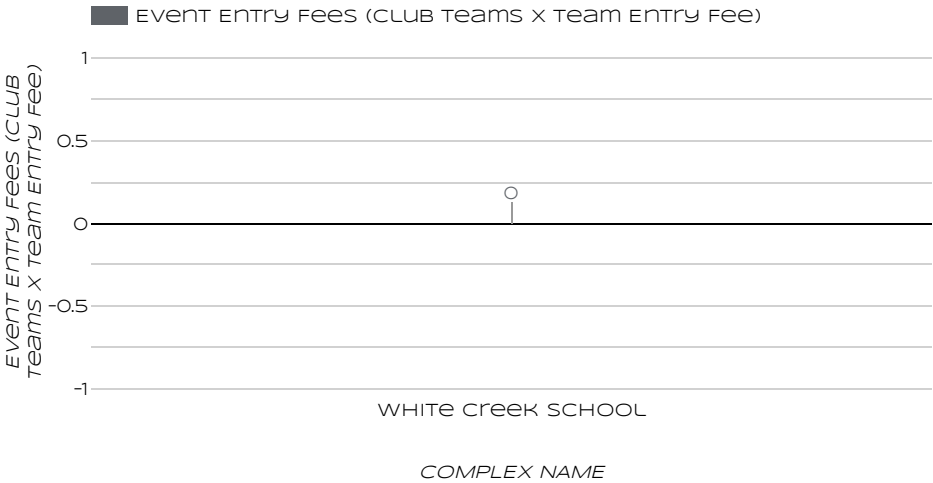 Event Entry Fees (Club Teams x Team Entry Fee)
Event Entry Fees (Club
Teams x Team Entry Fee)
1
0.5
0
-0.5
-1
0
White Creek School
Complex Name